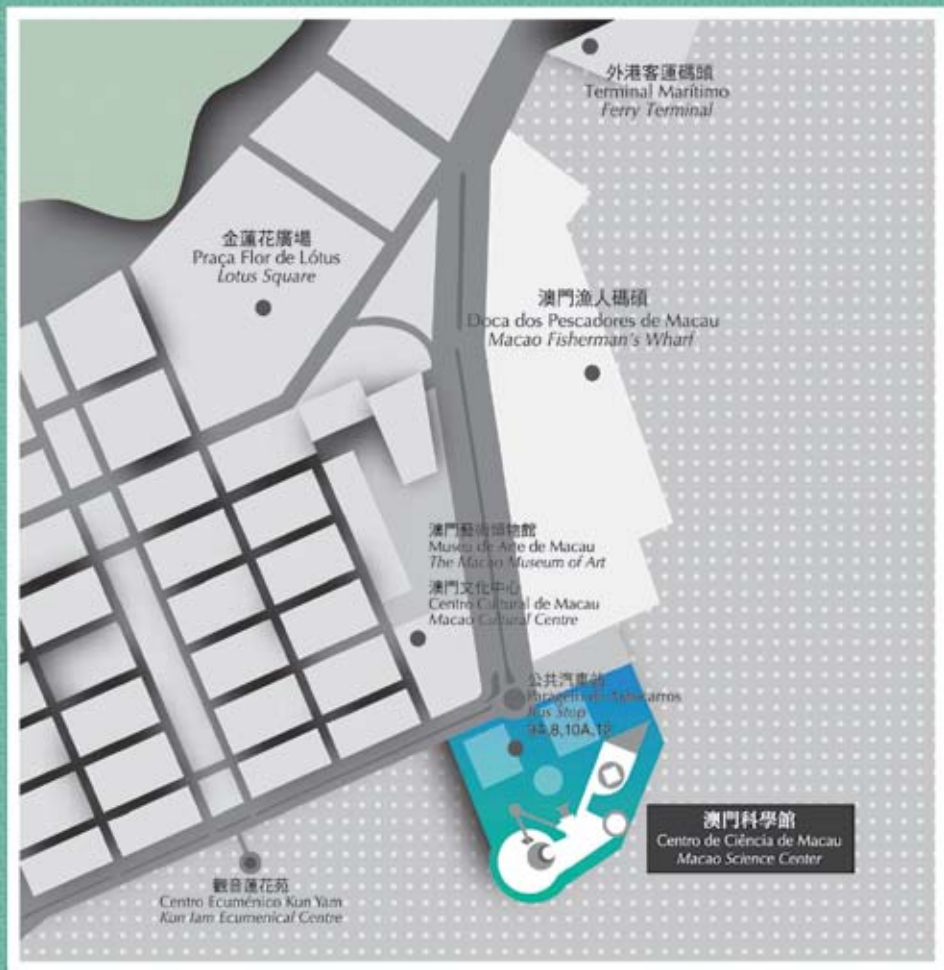 外港客運碼頭
Terminal Marítimo
Ferry Terminal
金蓮花廣場
Praça Flor de Lótus
Lotus Square
澳門漁人碼頭
Doca dos Pescadores de Macau
Macao Fisherman's Wharf
澳門藝術博物館
Museu de Arte de Macau
The Macao Museum of Art
澳門文化中心
Centro Cultural de Macau
Macao Cultural Centre
公共汽車站
Bus Stop
8,10A,12
澳門科學館
Centro de Ciência de Macau
Macao Science Center
觀音蓮花苑
Centro Ecuménico Kun Yam
Kun Iam Ecumenical Centre